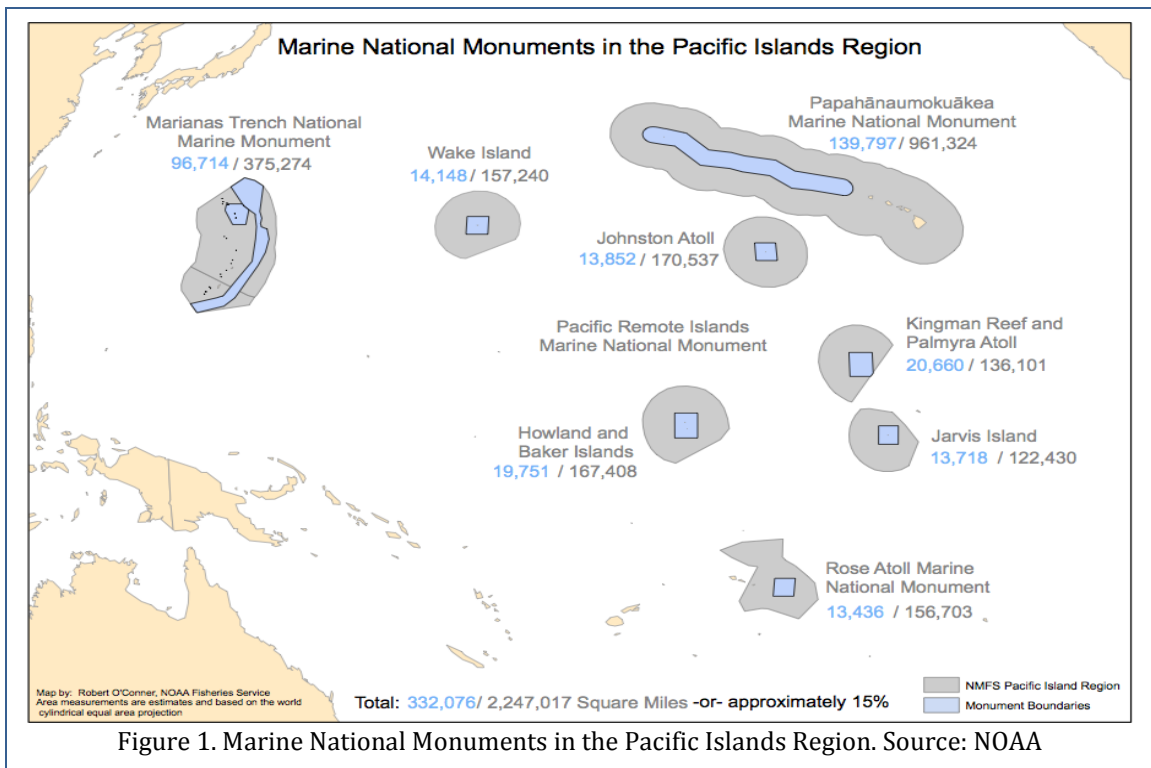 Marine National Monuments in the Pacific Islands Region
Marianas Trench National
Marine Monument
96,714 / 375,274
Wake Island
14,148 / 157,240
Papahānaumokuākea
Marine National Monument
139,797 / 961,324
Johnston Atoll
13,852 / 170,537
Pacific Remote Islands
Marine National Monument
Kingman Reef and
Palmyra Atoll
20,660 / 136,101
Howland and
Baker Islands
19,751 / 167,408
Jarvis Island
13,718 / 122,430
Rose Atoll Marine
National Monument
13,436 / 156,703
Map by: Robert O'Conner, NOAA Fisheries Service
Area measurements are estimates and based on the world
cylindrical equal area projection
Total: 332,076/ 2,247,017 Square Miles -or- approximately 15%
NMFS Pacific Island Region
Monument Boundaries
Figure 1. Marine National Monuments in the Pacific Islands Region. Source: NOAA